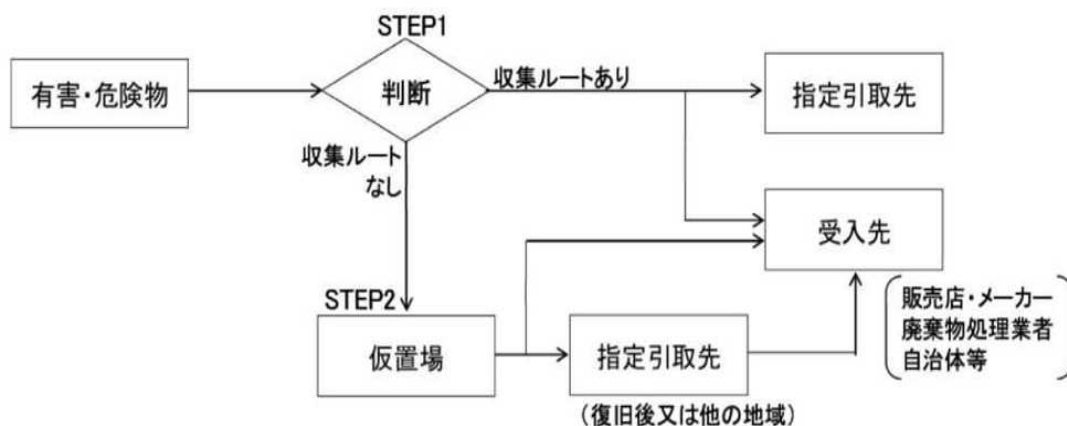 STEP1
有害・危険物
判断
収集ルートあり
指定引取先
収集ルート
なし
受入先
STEP2
仮置場
指定引取先
(復旧後又は他の地域)
販売店・メーカー
廃棄物処理業者
自治体等